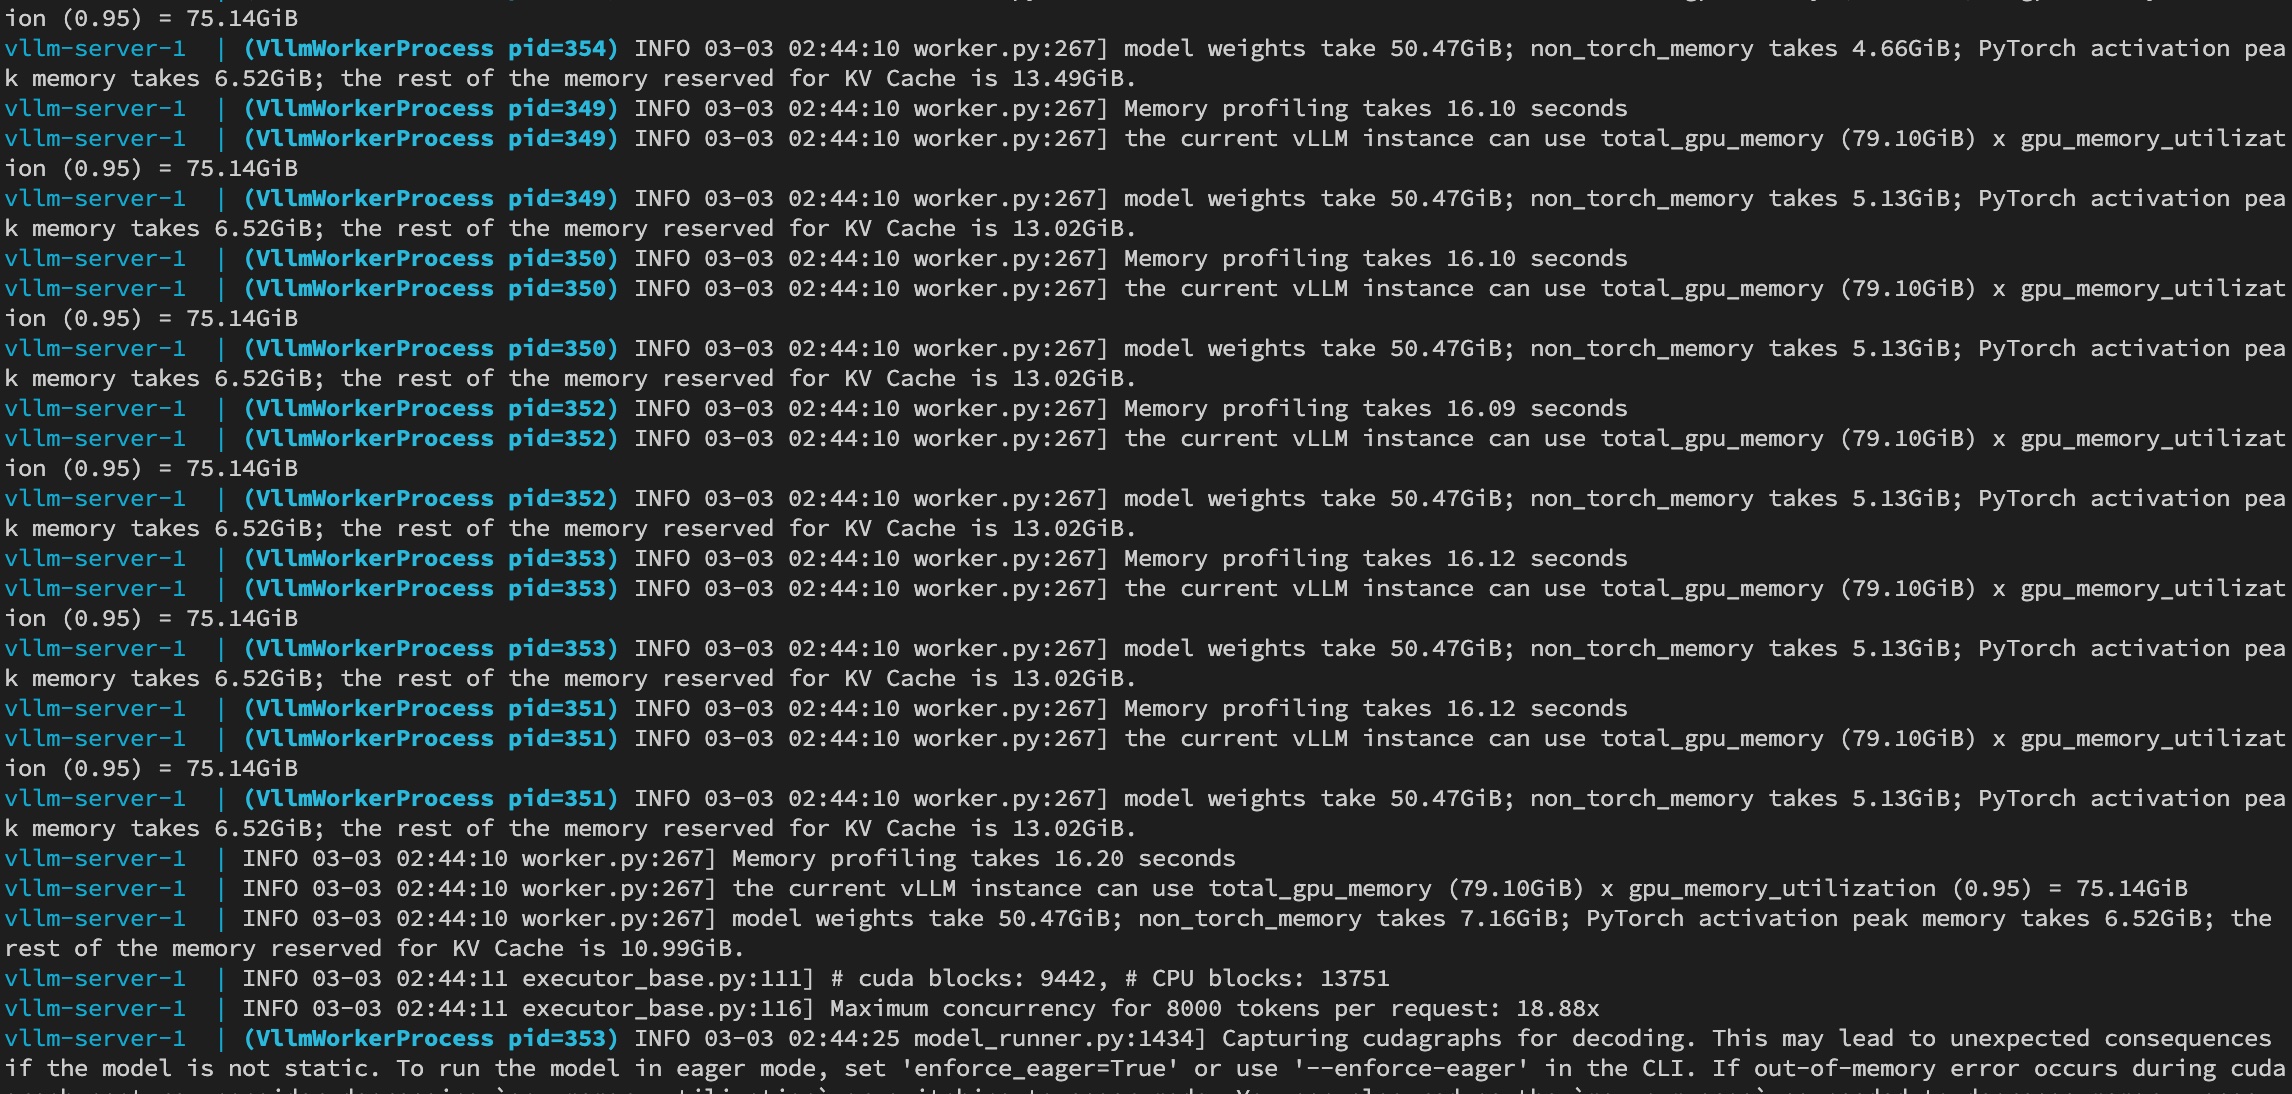 ion (0.95) = 75.14GiB
vllm-server-1  | (VllmWorkerProcess pid=354) INFO 03-03 02:44:10 worker.py:267] model weights take 50.47GiB; non_torch_memory takes 4.66GiB; PyTorch activation pea
k memory takes 6.52GiB; the rest of the memory reserved for KV Cache is 13.49GiB.
vllm-server-1  | (VllmWorkerProcess pid=349) INFO 03-03 02:44:10 worker.py:267] Memory profiling takes 16.10 seconds
vllm-server-1  | (VllmWorkerProcess pid=349) INFO 03-03 02:44:10 worker.py:267] the current vLLM instance can use total_gpu_memory (79.10GiB) x gpu_memory_utilizat
ion (0.95) = 75.14GiB
vllm-server-1  | (VllmWorkerProcess pid=349) INFO 03-03 02:44:10 worker.py:267] model weights take 50.47GiB; non_torch_memory takes 5.13GiB; PyTorch activation pea
k memory takes 6.52GiB; the rest of the memory reserved for KV Cache is 13.02GiB.
vllm-server-1  | (VllmWorkerProcess pid=350) INFO 03-03 02:44:10 worker.py:267] Memory profiling takes 16.10 seconds
vllm-server-1  | (VllmWorkerProcess pid=350) INFO 03-03 02:44:10 worker.py:267] the current vLLM instance can use total_gpu_memory (79.10GiB) x gpu_memory_utilizat
ion (0.95) = 75.14GiB
vllm-server-1  | (VllmWorkerProcess pid=350) INFO 03-03 02:44:10 worker.py:267] model weights take 50.47GiB; non_torch_memory takes 5.13GiB; PyTorch activation pea
k memory takes 6.52GiB; the rest of the memory reserved for KV Cache is 13.02GiB.
vllm-server-1  | (VllmWorkerProcess pid=352) INFO 03-03 02:44:10 worker.py:267] Memory profiling takes 16.09 seconds
vllm-server-1  | (VllmWorkerProcess pid=352) INFO 03-03 02:44:10 worker.py:267] the current vLLM instance can use total_gpu_memory (79.10GiB) x gpu_memory_utilizat
ion (0.95) = 75.14GiB
vllm-server-1  | (VllmWorkerProcess pid=352) INFO 03-03 02:44:10 worker.py:267] model weights take 50.47GiB; non_torch_memory takes 5.13GiB; PyTorch activation pea
k memory takes 6.52GiB; the rest of the memory reserved for KV Cache is 13.02GiB.
vllm-server-1  | (VllmWorkerProcess pid=353) INFO 03-03 02:44:10 worker.py:267] Memory profiling takes 16.12 seconds
vllm-server-1  | (VllmWorkerProcess pid=353) INFO 03-03 02:44:10 worker.py:267] the current vLLM instance can use total_gpu_memory (79.10GiB) x gpu_memory_utilizat
ion (0.95) = 75.14GiB
vllm-server-1  | (VllmWorkerProcess pid=353) INFO 03-03 02:44:10 worker.py:267] model weights take 50.47GiB; non_torch_memory takes 5.13GiB; PyTorch activation pea
k memory takes 6.52GiB; the rest of the memory reserved for KV Cache is 13.02GiB.
vllm-server-1  | (VllmWorkerProcess pid=351) INFO 03-03 02:44:10 worker.py:267] Memory profiling takes 16.12 seconds
vllm-server-1  | (VllmWorkerProcess pid=351) INFO 03-03 02:44:10 worker.py:267] the current vLLM instance can use total_gpu_memory (79.10GiB) x gpu_memory_utilizat
ion (0.95) = 75.14GiB
vllm-server-1  | (VllmWorkerProcess pid=351) INFO 03-03 02:44:10 worker.py:267] model weights take 50.47GiB; non_torch_memory takes 5.13GiB; PyTorch activation pea
k memory takes 6.52GiB; the rest of the memory reserved for KV Cache is 13.02GiB.
vllm-server-1  | INFO 03-03 02:44:10 worker.py:267] Memory profiling takes 16.20 seconds
vllm-server-1  | INFO 03-03 02:44:10 worker.py:267] the current vLLM instance can use total_gpu_memory (79.10GiB) x gpu_memory_utilization (0.95) = 75.14GiB
vllm-server-1  | INFO 03-03 02:44:10 worker.py:267] model weights take 50.47GiB; non_torch_memory takes 7.16GiB; PyTorch activation peak memory takes 6.52GiB; the
rest of the memory reserved for KV Cache is 10.99GiB.
vllm-server-1  | INFO 03-03 02:44:11 executor_base.py:111] # cuda blocks: 9442, # CPU blocks: 13751
vllm-server-1  | INFO 03-03 02:44:11 executor_base.py:116] Maximum concurrency for 8000 tokens per request: 18.88x
vllm-server-1  | (VllmWorkerProcess pid=353) INFO 03-03 02:44:25 model_runner.py:1434] Capturing cudagraphs for decoding. This may lead to unexpected consequences
if the model is not static. To run the model in eager mode, set 'enforce_eager=True' or use '--enforce-eager' in the CLI. If out-of-memory error occurs during cuda